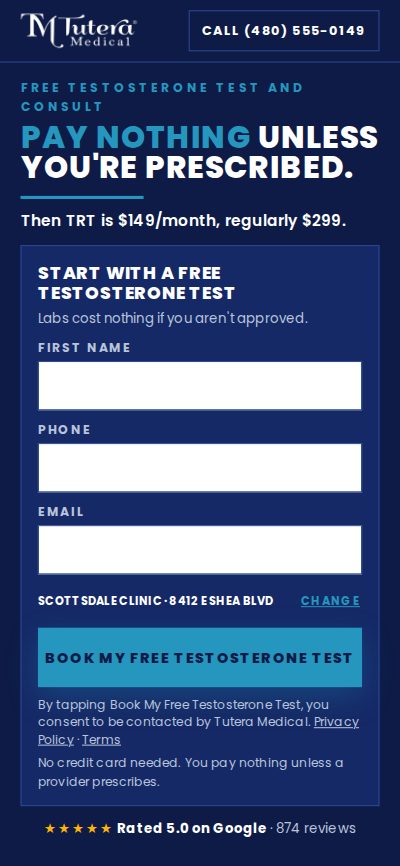 MTutera®
Medical
CALL (480) 555-0149
FREE TESTOSTERONE TEST AND
CONSULT
PAY NOTHING UNLESS
YOU'RE PRESCRIBED.
Then TRT is $149/month, regularly $299.
START WITH A FREE
TESTOSTERONE TEST
Labs cost nothing if you aren't approved.
FIRST NAME
PHONE
EMAIL
SCOTTSDALE CLINIC · 8412 E SHEA BLVD CHANGE
BOOK MY FREE TESTOSTERONE TEST
By tapping Book My Free Testosterone Test, you
consent to be contacted by Tutera Medical. Privacy
Policy · Terms
No credit card needed. You pay nothing unless a
provider prescribes.
★★★★★ Rated 5.0 on Google · 874 reviews